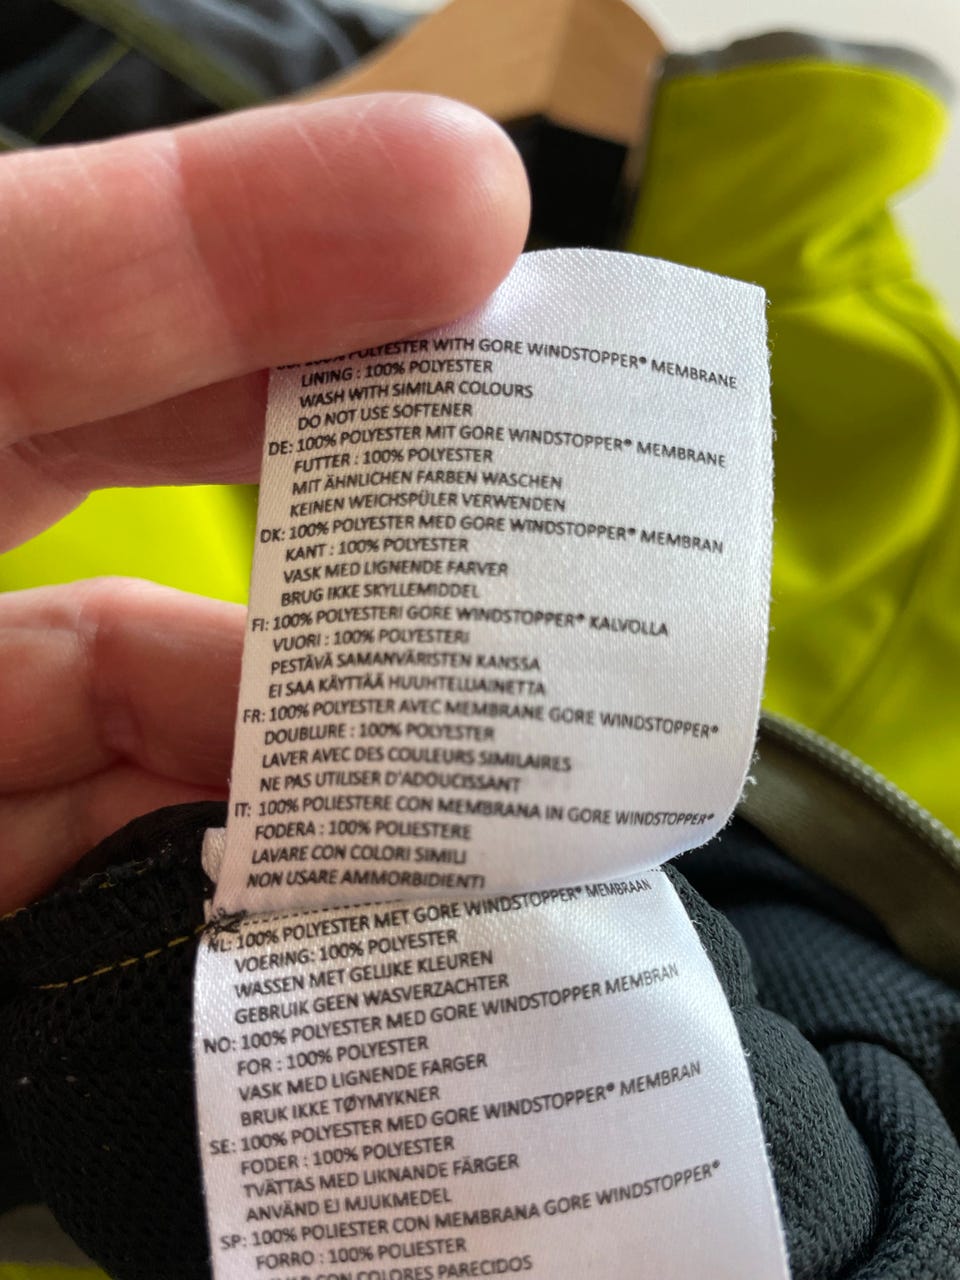 100% POLYESTER WITH GORE WINDSTOPPER® MEMBRANE
LINING : 100% POLYESTER
WASH WITH SIMILAR COLOURS
DO NOT USE SOFTENER
DE: 100% POLYESTER MIT GORE WINDSTOPPER® MEMBRANE
FUTTER : 100% POLYESTER
MIT ÄHNLICHEN FARBEN WASCHEN
KEINEN WEICHSPÜLER VERWENDEN
DK: 100% POLYESTER MED GORE WINDSTOPPER® MEMBRAN
KANT : 100% POLYESTER
VASK MED LIGNENDE FARVER
BRUG IKKE SKYLLEMIDDEL
FI: 100% POLYESTERI GORE WINDSTOPPER® KALVOLLA
VUORI : 100% POLYESTERI
PESTÄVÄ SAMANVÄRISTEN KANSSA
EI SAA KÄYTTÄÄ HUUHTELUAINETTA
FR: 100% POLYESTER AVEC MEMBRANE GORE WINDSTOPPER®
DOUBLURE : 100% POLYESTER
LAVER AVEC DES COULEURS SIMILAIRES
NE PAS UTILISER D'ADOUCISSANT
IT: 100% POLIESTERE CON MEMBRANA IN GORE WINDSTOPPER®
FODERA : 100% POLIESTERE
LAVARE CON COLORI SIMILI
NON USARE AMMORBIDIENTI
NL: 100% POLYESTER MET GORE WINDSTOPPER® MEMBRAAN
VOERING: 100% POLYESTER
WASSEN MET GELIJKE KLEUREN
GEBRUIK GEEN WASVERZACHTER
NO: 100% POLYESTER MED GORE WINDSTOPPER MEMBRAN
FOR : 100% POLYESTER
VASK MED LIGNENDE FARGER
BRUK IKKE TØYMYKNER
SE: 100% POLYESTER MED GORE WINDSTOPPER® MEMBRAN
FODER : 100% POLYESTER
TVÄTTAS MED LIKNANDE FÄRGER
ANVÄND EJ MJUKMEDEL
SP: 100% POLIESTER CON MEMBRANA GORE WINDSTOPPER®
FORRO : 100% POLIESTER
CON COLORES PARECIDOS